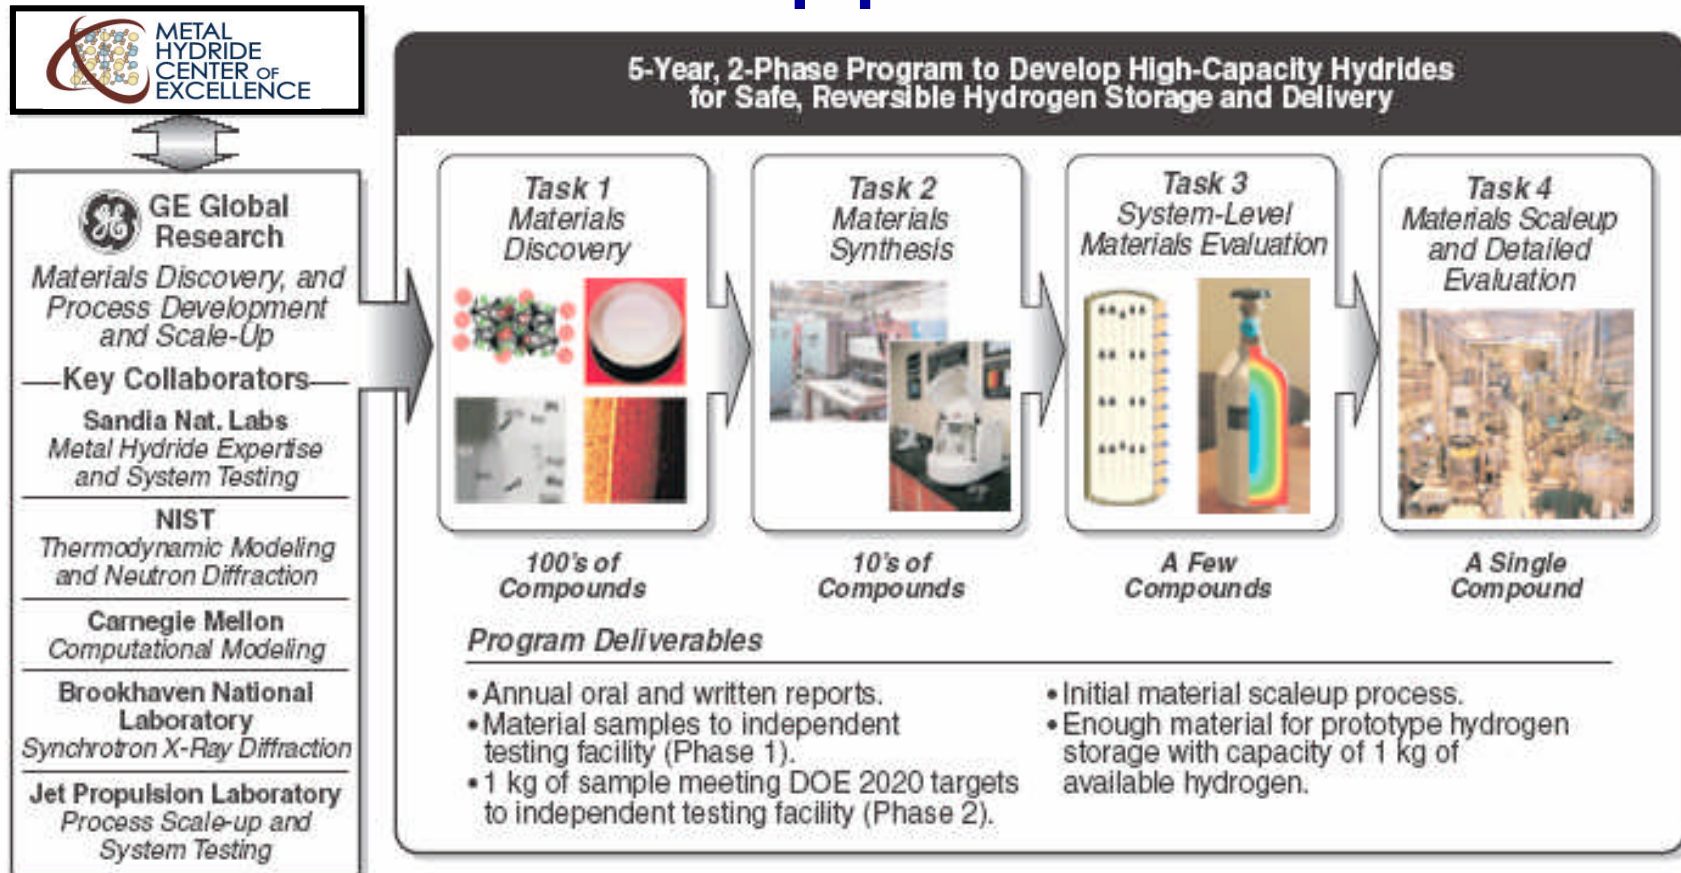 METAL
HYDRIDE
CENTER OF
EXCELLENCE
5-Year, 2-Phase Program to Develop High-Capacity Hydrides
for Safe, Reversible Hydrogen Storage and Delivery
GE Global
Research
Materials Discovery, and
Process Development
and Scale-Up
Key Collaborators
Sandia Nat. Labs
Metal Hydride Expertise
and System Testing
NIST
Thermodynamic Modeling
and Neutron Diffraction
Carnegie Mellon
Computational Modeling
Brookhaven National
Laboratory
Synchrotron X-Ray Diffraction
Jet Propulsion Laboratory
Process Scale-up and
System Testing
Task 1
Materials
Discovery
100's of
Compounds
Task 2
Materials
Synthesis
10's of
Compounds
Task 3
System-Level
Materials Evaluation
A Few
Compounds
Task 4
Materials Scaleup
and Detailed
Evaluation
A Single
Compound
Program Deliverables
• Annual oral and written reports.
• Material samples to independent
testing facility (Phase 1).
• 1 kg of sample meeting DOE 2020 targets
to independent testing facility (Phase 2).
• Initial material scaleup process.
• Enough material for prototype hydrogen
storage with capacity of 1 kg of
available hydrogen.